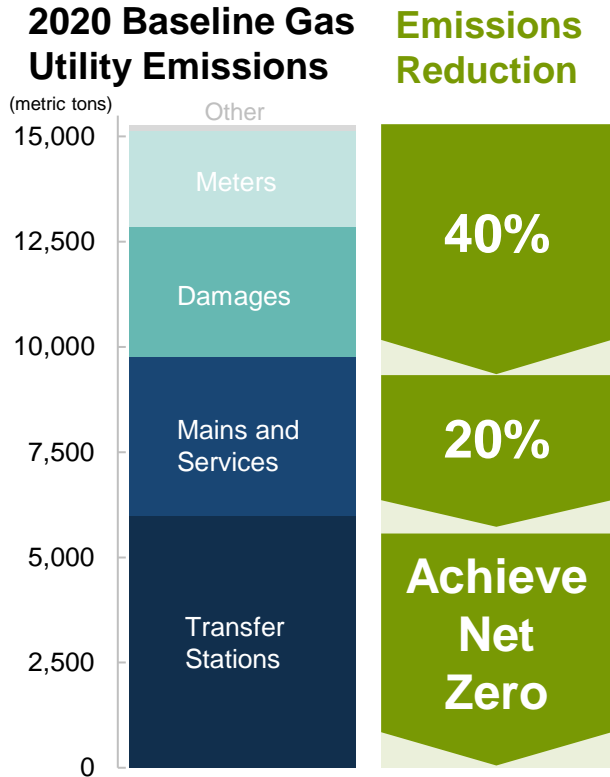 2020 Baseline Gas
Utility Emissions
(metric tons)
Emissions
Reduction
15,000
12,500
10,000
7,500
5,000
2,500
0
Other
Meters
Damages
Mains and
Services
Transfer
Stations
40%
20%
Achieve
Net
Zero